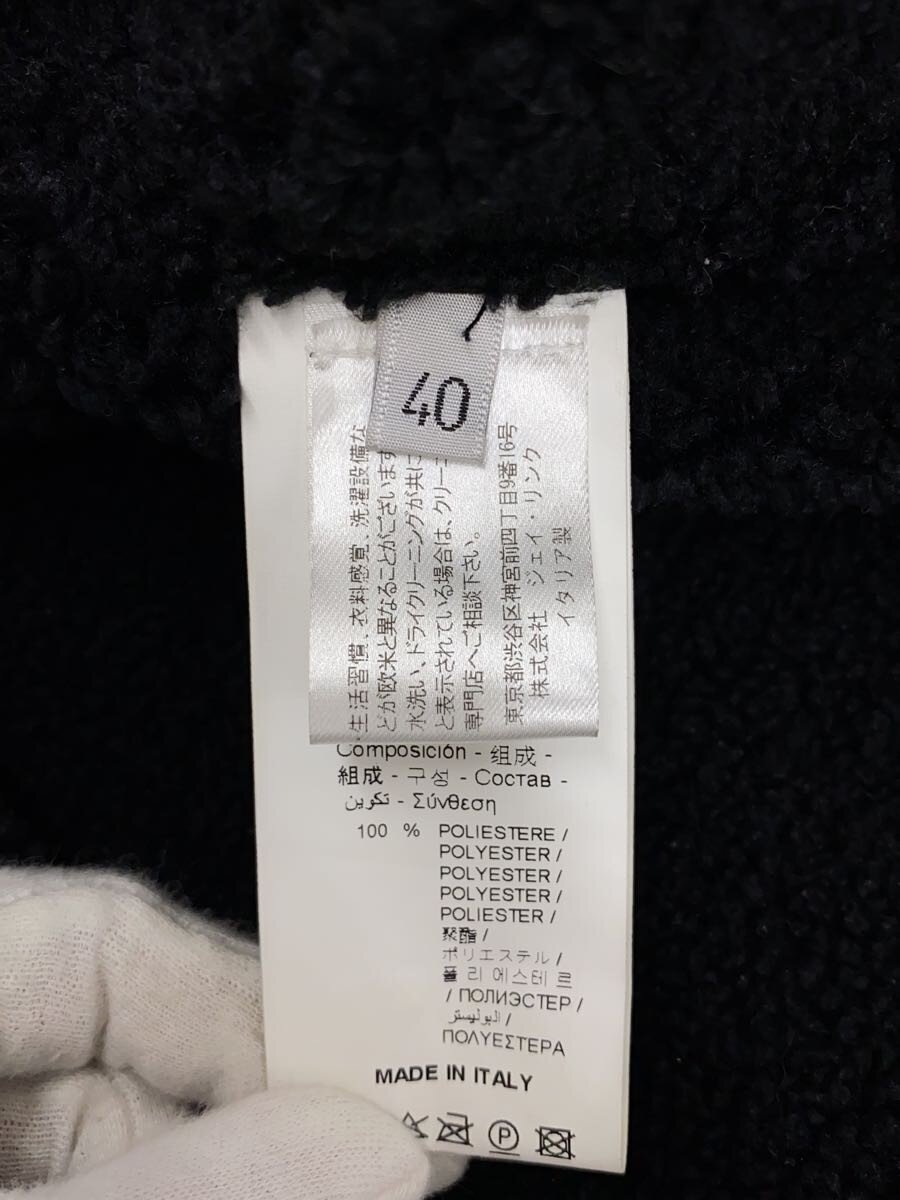 40
生活習慣、衣料感覚、洗濯設備な
どが欧米と異なることがございます
水洗い、ドライクリーニングが共に
と表示されている場合は、クリーニ
専門店へご相談下さい。
東京都渋谷区神宮前四丁目9番16号
株式会社 ジェイ・リンク
イタリア製
Composición - 组成 -
組成 - 구성 - Состав -
تكوين - Σύνθεση
100 % POLIESTERE /
POLYESTER /
POLYESTER /
POLYESTER /
POLIESTER /
聚酯 /
ポリエステル /
폴리에스테르
/ ПОЛИЭСТЕР /
البوليستر /
ΠΟΛΥΕΣΤΕΡΑ
MADE IN ITALY
P